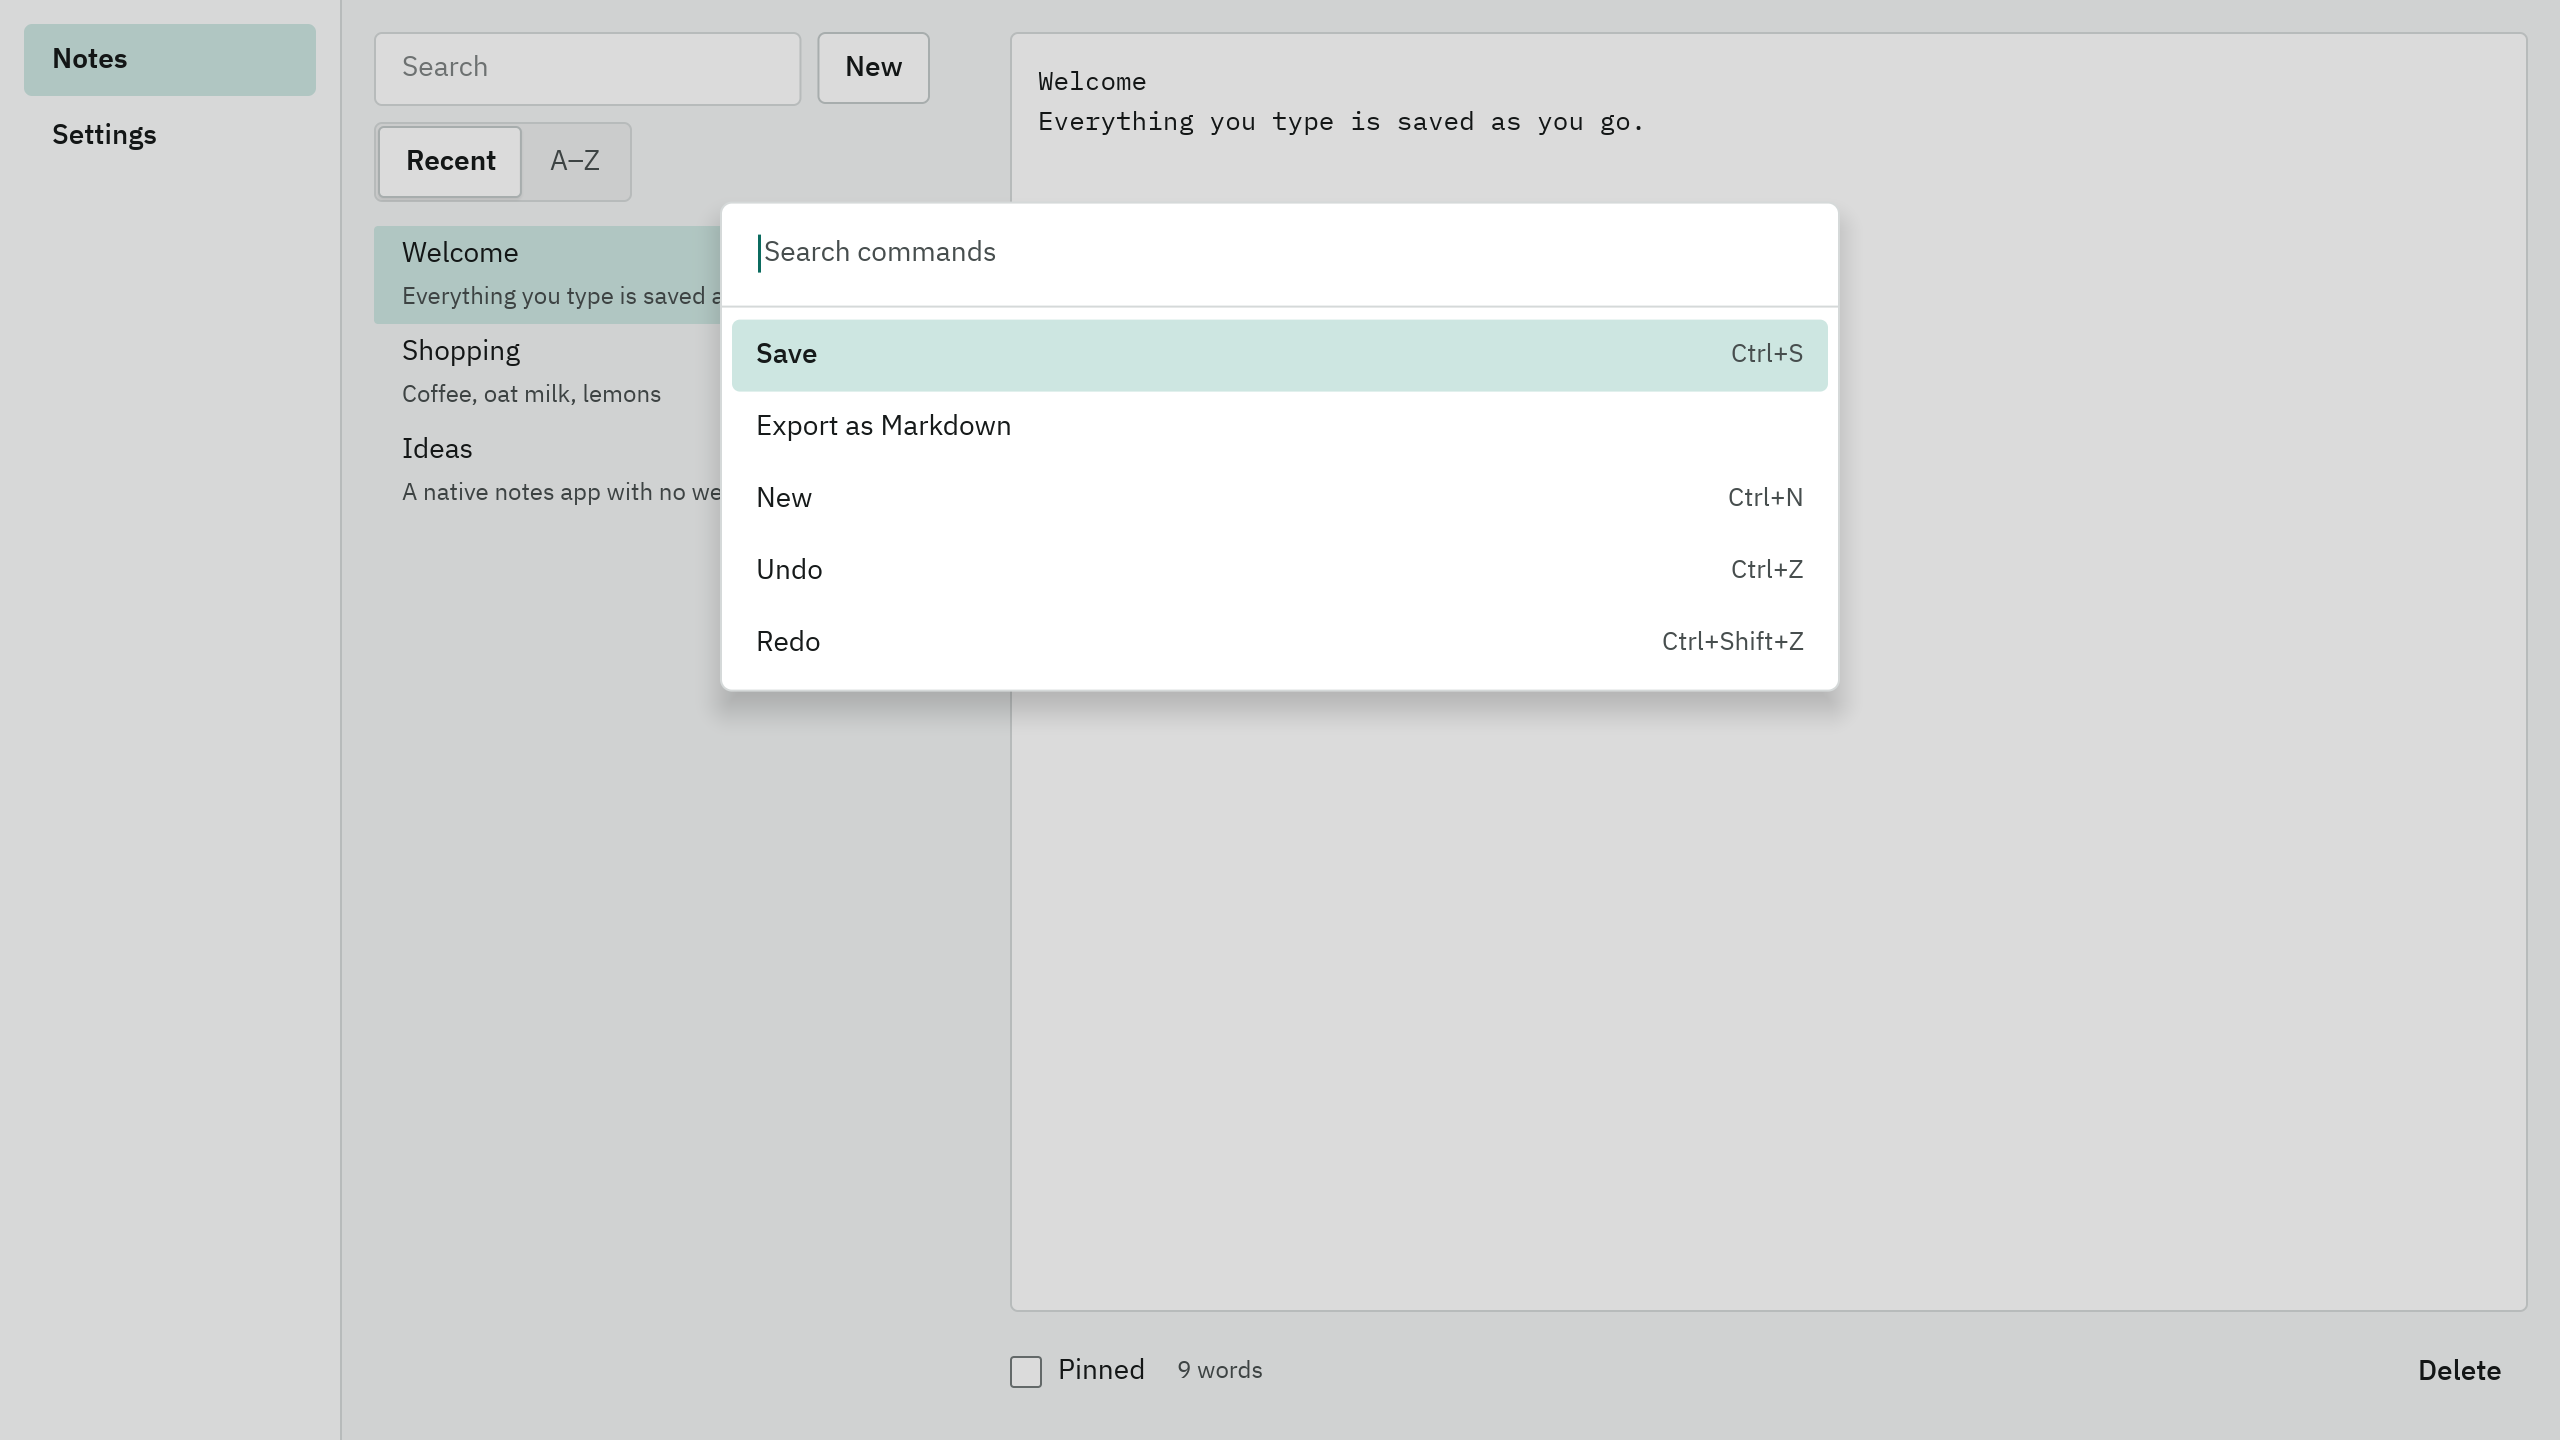 Notes
Settings
Search
New
Recent
A–Z
Welcome
Everything you type is saved
Shopping
Coffee, oat milk, lemons
Ideas
A native notes app with no
Welcome
Everything you type is saved as you go.
Search commands
Save
Ctrl+S
Export as Markdown
New
Ctrl+N
Undo
Ctrl+Z
Redo
Ctrl+Shift+Z
Pinned
9 words
Delete